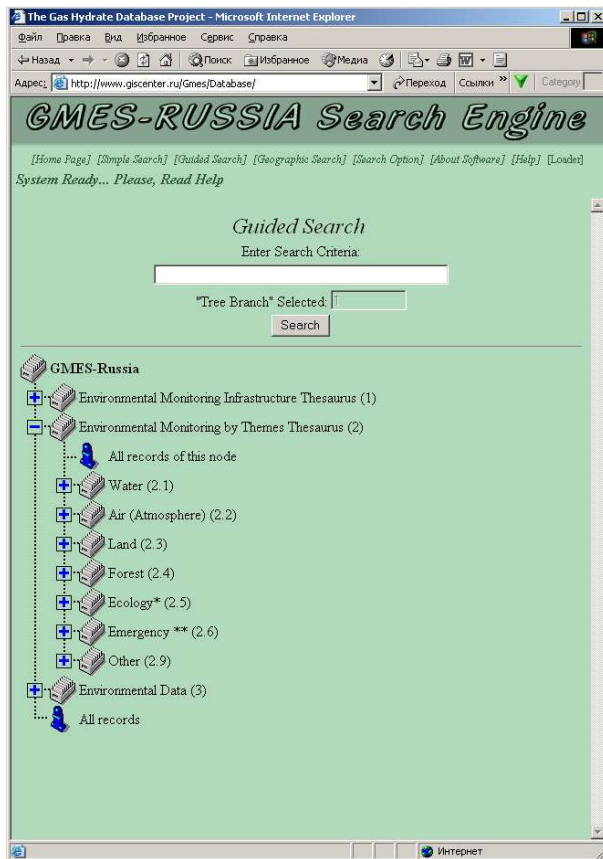 The Gas Hydrate Database Project - Microsoft Internet Explorer
Файл Правка Вид Избранное Сервис Справка
Назад Поиск Избранное Медиа
Адрес: http://www.giscenter.ru/Gmes/Database/ Переход Ссылки » Category
GMES-RUSSIA Search Engine
[Home Page] [Simple Search] [Guided Search] [Geographic Search] [Search Option] [About Software] [Help] [Loader]
System Ready... Please, Read Help
Guided Search
Enter Search Criteria:
"Tree Branch" Selected: 1
Search
GMES-Russia
Environmental Monitoring Infrastructure Thesaurus (1)
Environmental Monitoring by Themes Thesaurus (2)
All records of this node
Water (2.1)
Air (Atmosphere) (2.2)
Land (2.3)
Forest (2.4)
Ecology* (2.5)
Emergency ** (2.6)
Other (2.9)
Environmental Data (3)
All records
Интернет